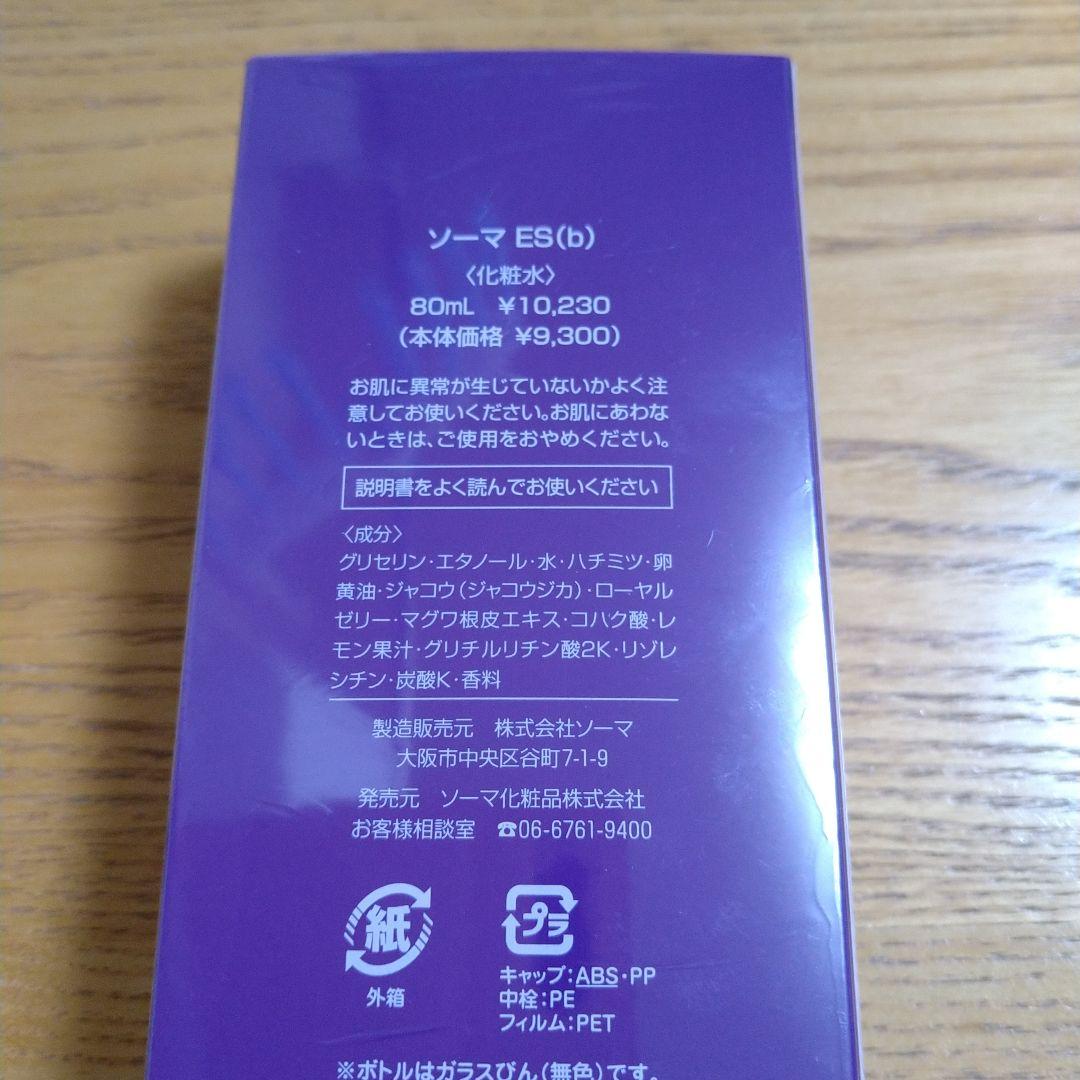 ソーマ ES(b)
〈化粧水〉
80mL ¥10,230
(本体価格 ¥9,300)
お肌に異常が生じていないかよく注
意してお使いください。お肌にあわな
いときは、ご使用をおやめください。
説明書をよく読んでお使いください
〈成分〉
グリセリン・エタノール・水・ハチミツ・卵
黄油・ジャコウ(ジャコウジカ)・ローヤル
ゼリー・マグワ根皮エキス・コハク酸・レ
モン果汁・グリチルリチン酸2K・リゾレ
シチン・炭酸K・香料
製造販売元 株式会社ソーマ
大阪市中央区谷町7-1-9
発売元 ソーマ化粧品株式会社
お客様相談室 ☎06-6761-9400
紙
外箱
プラ
キャップ:ABS・PP
中栓:PE
フィルム:PET
※ボトルはガラスびん(無色)です。